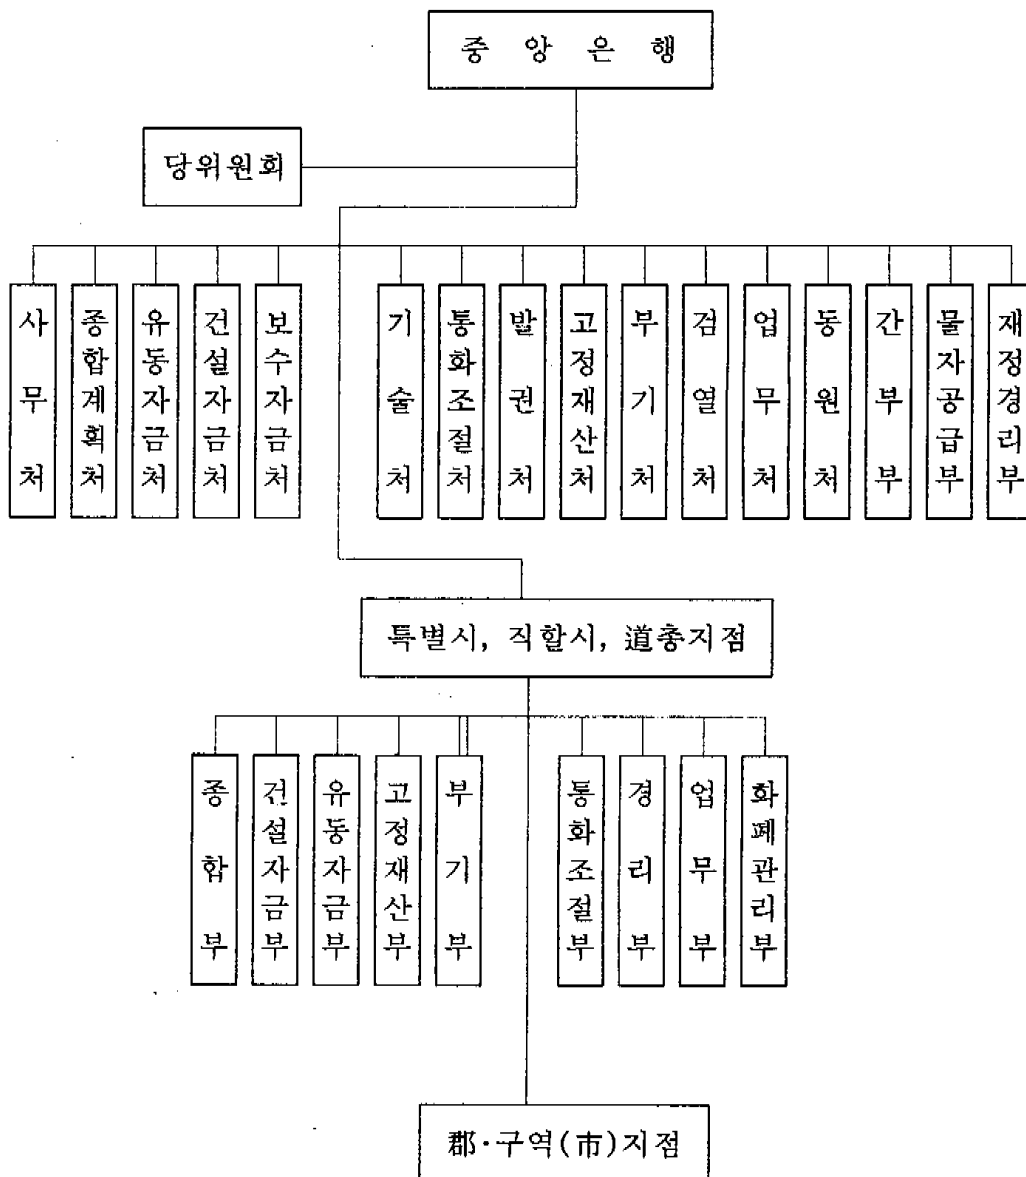 중 앙 은 행
당위원회
사무처
종합계획처
유동자금처
건설자금처
보수자금처
기술처
통화조절처
발권처
고정재산처
부기처
검열처
업무처
동원처
간부부
물자공급부
재정경리부
특별시, 직할시, 道총지점
종합부
건설자금부
유동자금부
고정재산부
부기부
통화조절부
경리부
업무부
화폐관리부
郡·구역(市)지점